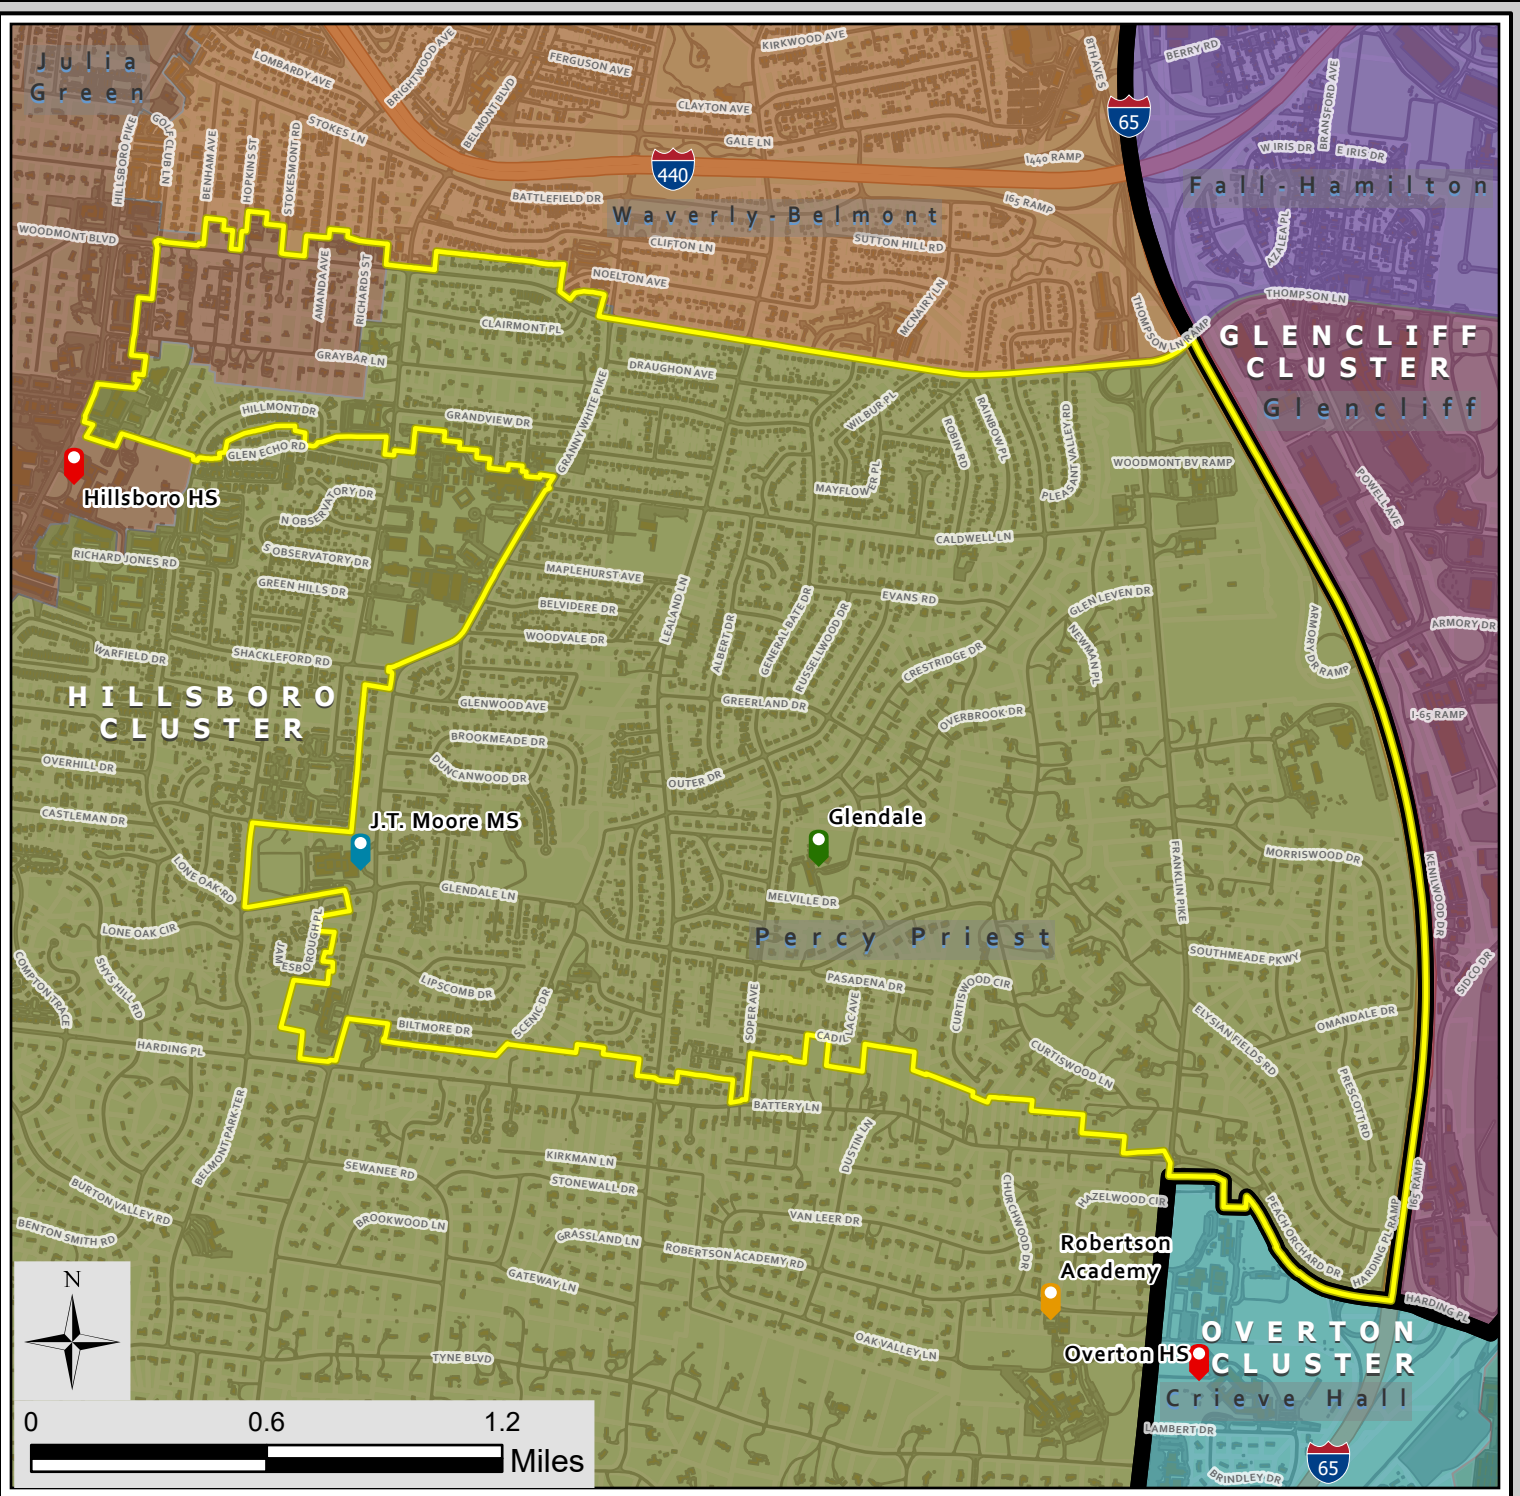 Julia
Green
LOMBARDY AVE
BRIGHTWOOD AVE
BELMONT BLVD
FERGUSON AVE
KIRKWOOD AVE
8TH AVE S
BERRY RD
BRANSFORD AVE
65
CLAYTON AVE
GALE LN
STOKES LN
GOLF CLUB LN
HILLSBORO PIKE
BENHAM AVE
HOPKINS ST
STOKESMONT RD
440
I440 RAMP
W IRIS DR
E IRIS DR
Fall-Hamilton
BATTLEFIELD DR
I65 RAMP
Waverly-Belmont
WOODMONT BLVD
CLIFTON LN
SUTTON HILL RD
AZALEA PL
NOELTON AVE
AMANDA AVE
RICHARDS ST
MCNAIRY LN
THOMPSON LN
THOMPSON LN RAMP
CLAIRMONT PL
GLENCLIFF
CLUSTER
Glencliff
GRAYBAR LN
DRAUGHON AVE
GRANNY WHITE PIKE
WILBUR PL
HILLMONT DR
GRANDVIEW DR
ROBIN RD
RAINBOW PL
PLEASANT VALLEY RD
GLEN ECHO RD
WOODMONT BV RAMP
Hillsboro HS
N OBSERVATORY DR
MAYFLOWER PL
POWELL AVE
CALDWELL LN
RICHARD JONES RD
S OBSERVATORY DR
GREEN HILLS DR
MAPLEHURST AVE
BELVIDERE DR
WOODVALE DR
LEALAND LN
ALBERT DR
GENERAL BATE DR
RUSSELLWOOD DR
EVANS RD
GLEN LEVEN DR
NEWMAN PL
ARMORY DR RAMP
ARMORY DR
WARFIELD DR
SHACKLEFORD RD
CRESTRIDGE DR
HILLSBORO
CLUSTER
GLENWOOD AVE
GREERLAND DR
OVERBROOK DR
I-65 RAMP
BROOKMEADE DR
DUNCANWOOD DR
OVERHILL DR
OUTER DR
CASTLEMAN DR
J.T. Moore MS
Glendale
FRANKLIN PIKE
MORRISWOOD DR
KENILWOOD DR
LONE OAK RD
GLENDALE LN
MELVILLE DR
LONE OAK CIR
JAMESBOROUGH PL
Percy Priest
SOUTHMEADE PKWY
SIDCO DR
COMPTON TRACE
SHYS HILL RD
LIPSCOMB DR
SCENIC DR
PASADENA DR
CURTISWOOD CIR
SOPER AVE
CADILLAC AVE
BILTMORE DR
ELYSIAN FIELDS RD
OMANDALE DR
HARDING PL
CURTISWOOD LN
PRESCOTT RD
BELMONT PARK TER
BATTERY LN
DUSTIN LN
SEWANEE RD
KIRKMAN LN
STONEWALL DR
CHURCHWOOD DR
HAZELWOOD CIR
I65 RAMP
BURTON VALLEY RD
BENTON SMITH RD
BROOKWOOD LN
GRASSLAND LN
VAN LEER DR
PEACH ORCHARD DR
HARDING PL RAMP
ROBERTSON ACADEMY RD
Robertson
Academy
GATEWAY LN
HARDING PL
N
OAK VALLEY LN
TYNE BLVD
Overton HS
OVERTON
CLUSTER
Crieve Hall
LAMBERT DR
BRINDLEY DR
65
0 0.6 1.2
Miles